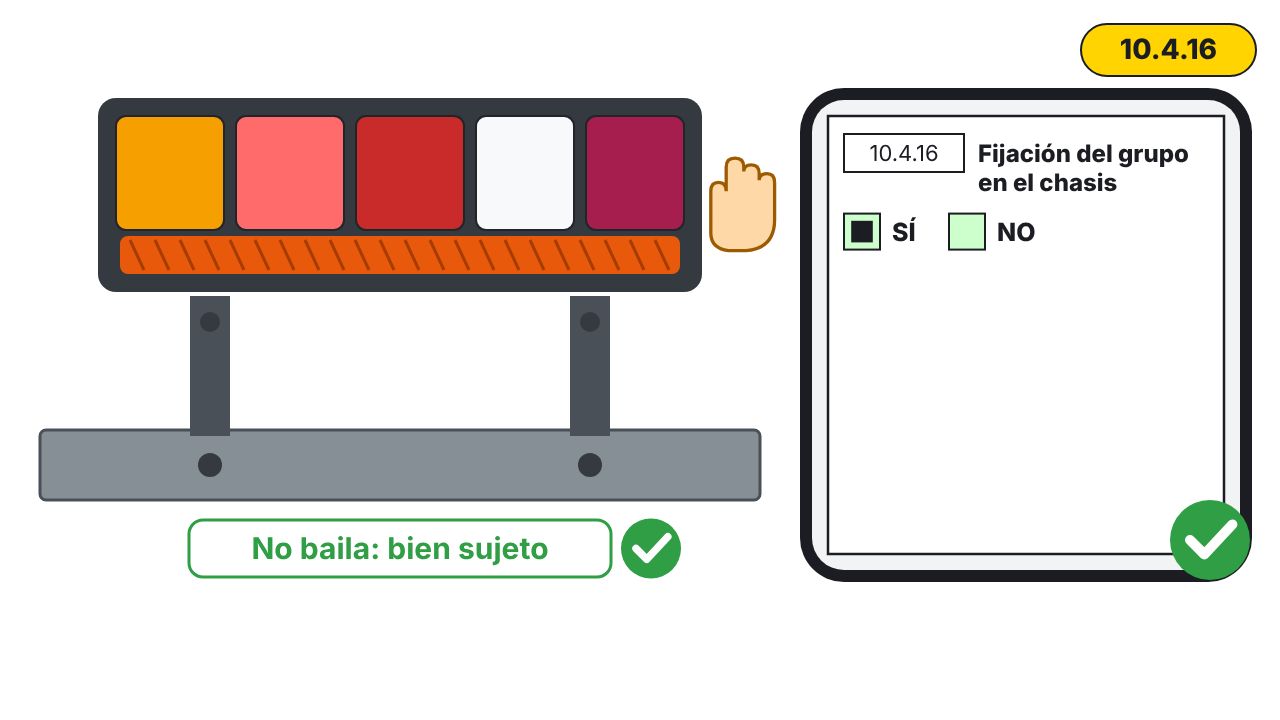 10.4.16
10.4.16
Fijación del grupo
en el chasis
SÍ
NO
No baila: bien sujeto